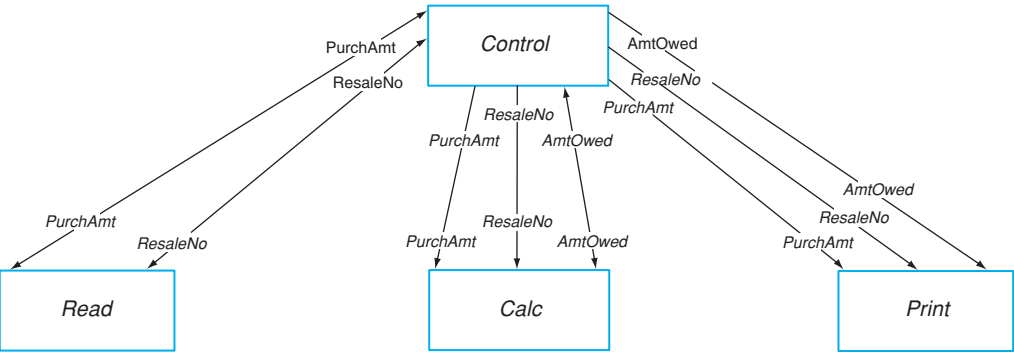 Control
PurchAmt
AmtOwed
ResaleNo
ResaleNo
PurchAmt
ResaleNo
PurchAmt
AmtOwed
PurchAmt
ResaleNo
AmtOwed
ResaleNo
PurchAmt
ResaleNo
PurchAmt
AmtOwed
PurchAmt
Read
Calc
Print